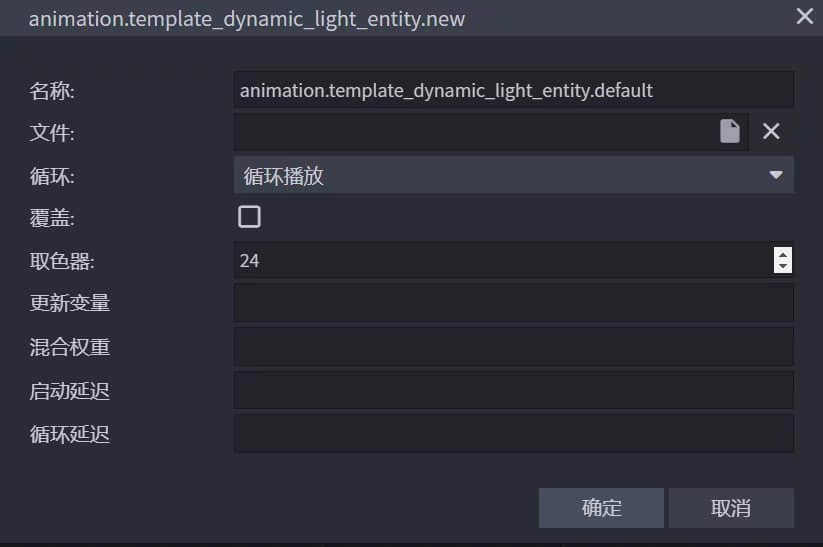 animation.template_dynamic_light_entity.new
名称: animation.template_dynamic_light_entity.default
文件:
循环: 循环播放
覆盖:
取色器: 24
更新变量
混合权重
启动延迟
循环延迟
确定 取消